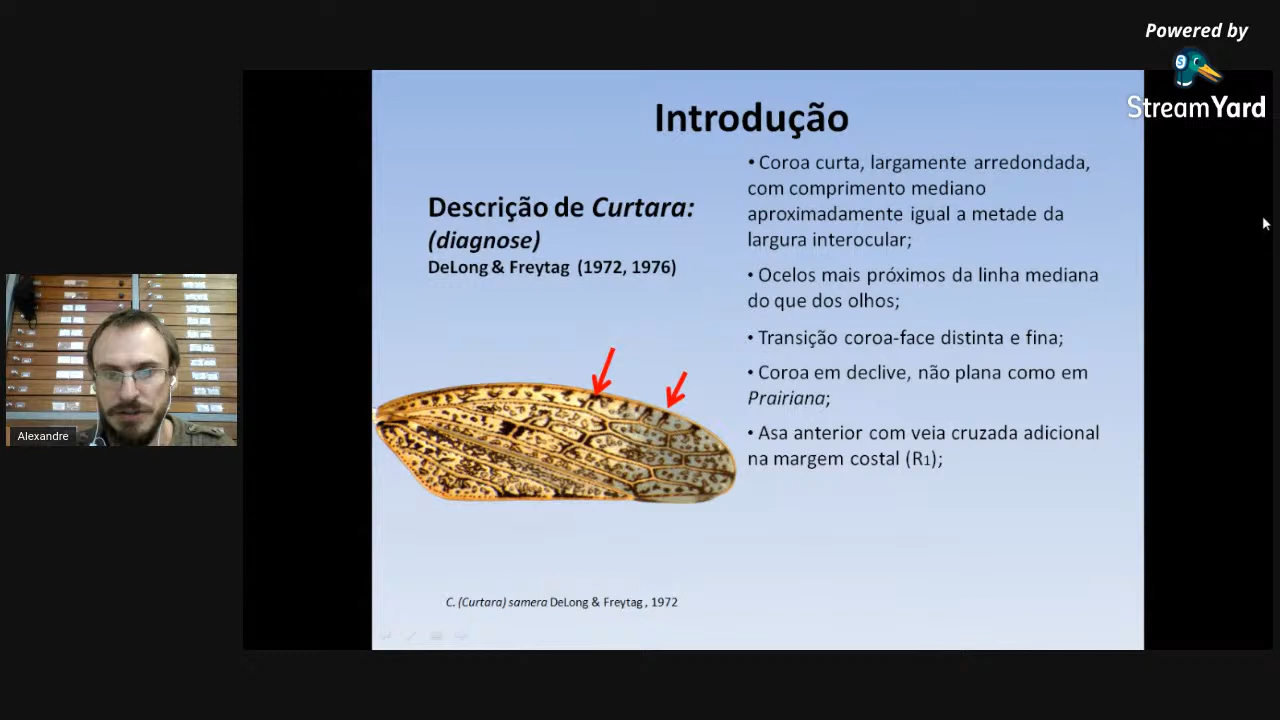 Powered by
StreamYard
Introdução
Descrição de Curtara:
(diagnose)
DeLong & Freytag (1972, 1976)
• Coroa curta, largamente arredondada,
com comprimento mediano
aproximadamente igual a metade da
largura interocular;
• Ocelos mais próximos da linha mediana
do que dos olhos;
• Transição coroa-face distinta e fina;
• Coroa em declive, não plana como em
Prairiana;
• Asa anterior com veia cruzada adicional
na margem costal (R1);
C. (Curtara) samera DeLong & Freytag , 1972
Alexandre